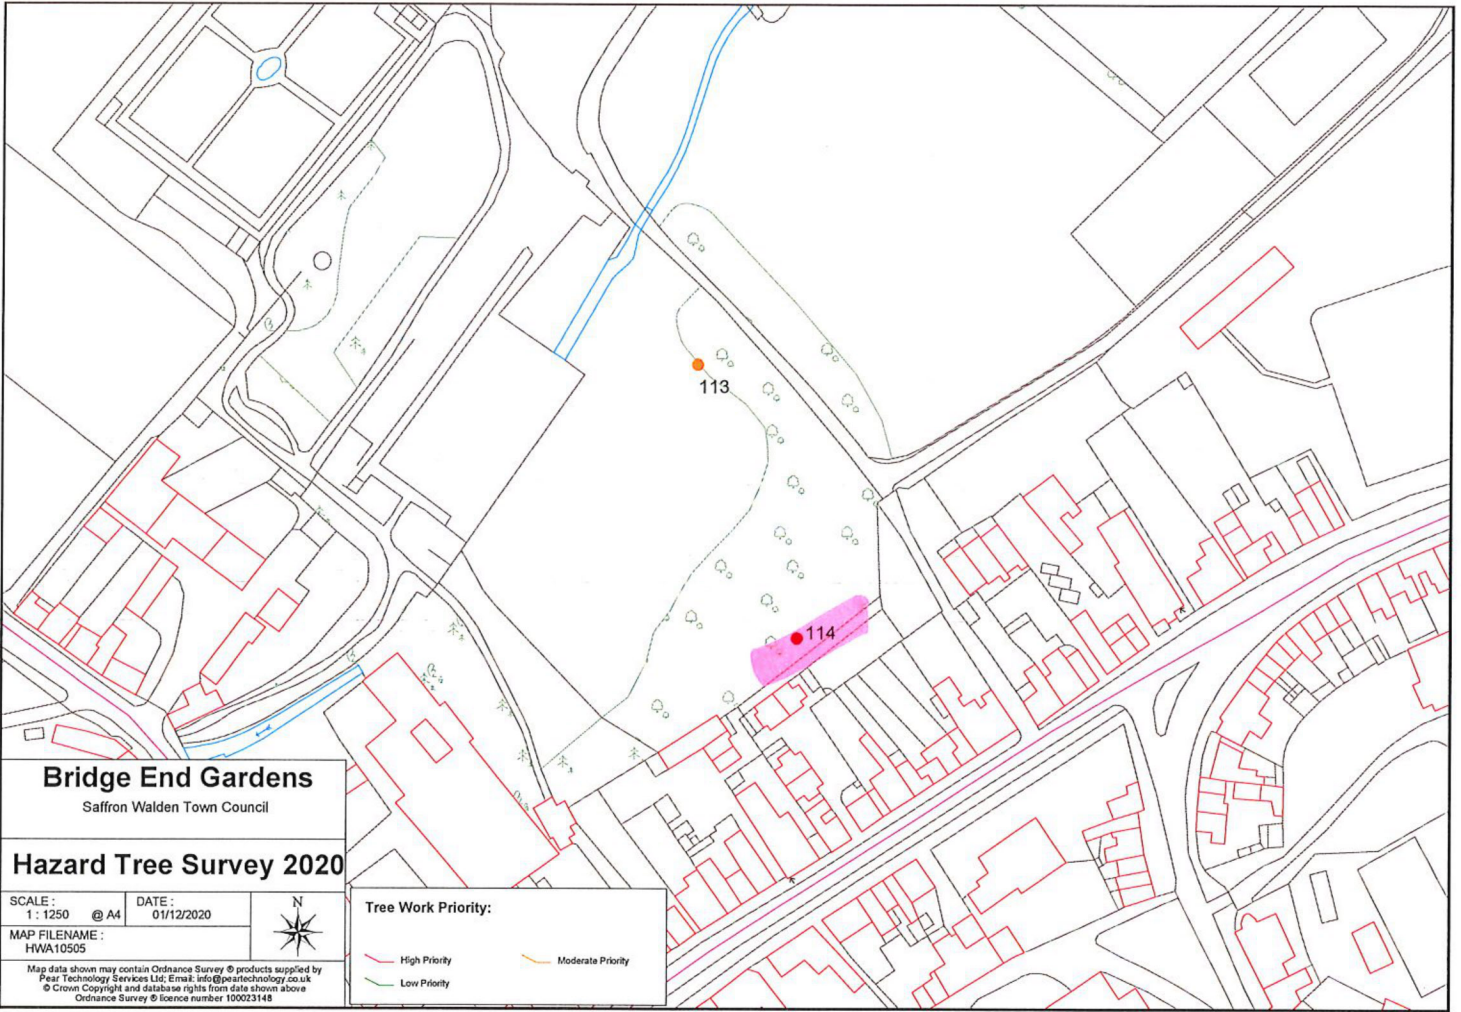 113
114
Bridge End Gardens
Saffron Walden Town Council
Hazard Tree Survey 2020
SCALE :
1 : 1250 @ A4
DATE :
01/12/2020
MAP FILENAME :
HWA10505
N
Map data shown may contain Ordnance Survey ® products supplied by
Pear Technology Services Ltd; Email: info@peartechnology.co.uk
© Crown Copyright and database rights from date shown above
Ordnance Survey ® licence number 100023148
Tree Work Priority:
High Priority
Moderate Priority
Low Priority